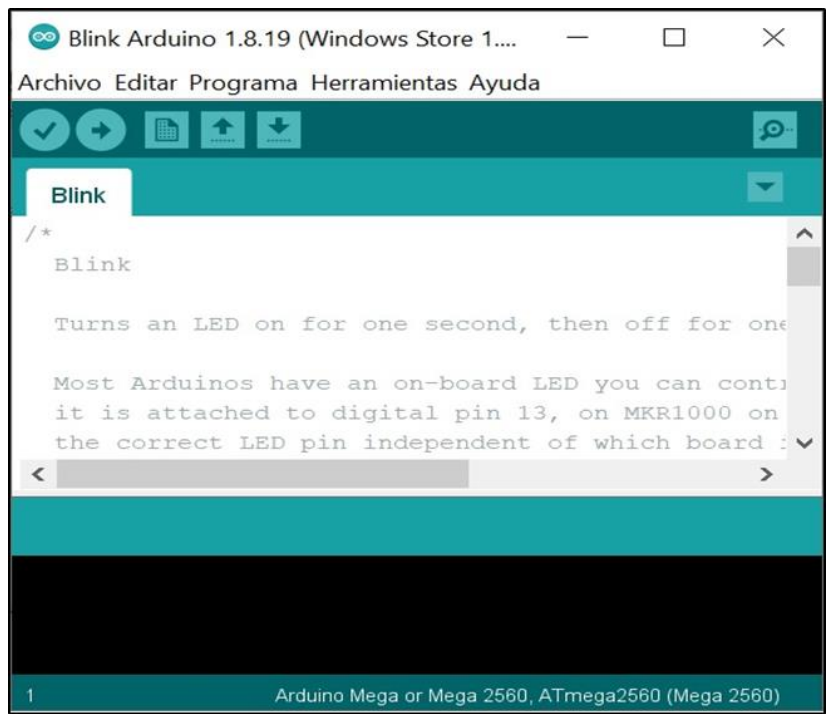 Blink Arduino 1.8.19 (Windows Store 1....
Archivo Editar Programa Herramientas Ayuda
Blink
/*
Blink
Turns an LED on for one second, then off for one
Most Arduinos have an on-board LED you can
it is attached to digital pin 13, on MKR1000 on
the correct LED pin independent of which board
1
Arduino Mega or Mega 2560, ATmega2560 (Mega 2560)